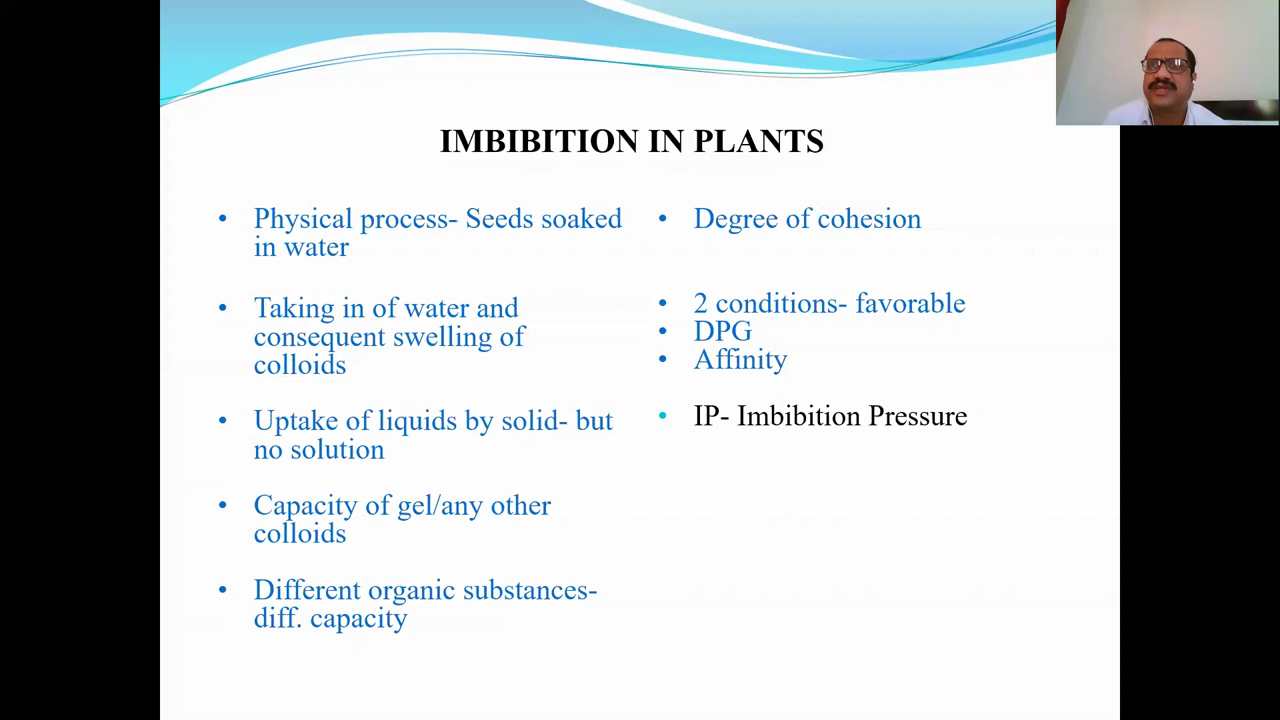 IMBIBITION IN PLANTS
• Physical process- Seeds soaked
in water
• Taking in of water and
consequent swelling of
colloids
• Uptake of liquids by solid- but
no solution
• Capacity of gel/any other
colloids
• Different organic substances-
diff. capacity
• Degree of cohesion
• 2 conditions- favorable
• DPG
• Affinity
• IP- Imbibition Pressure